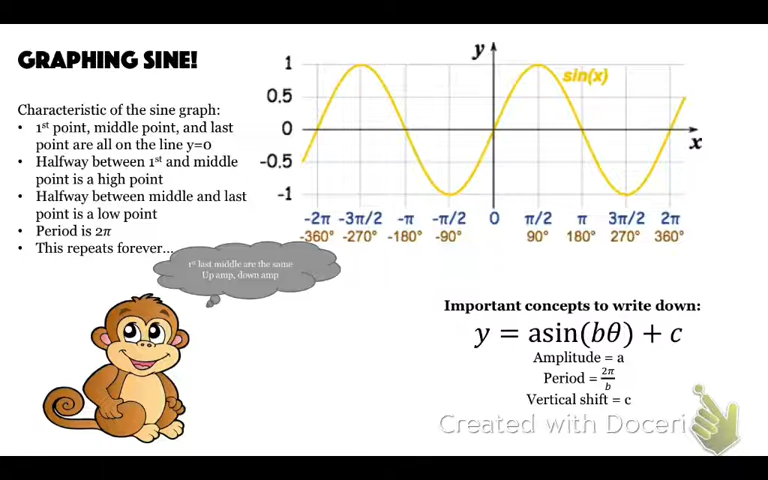 GRAPHING SINE!
Characteristic of the sine graph:
• 1st point, middle point, and last
point are all on the line y=0
• Halfway between 1st and middle
point is a high point
• Halfway between middle and last
point is a low point
• Period is 2π
• This repeats forever...
1st last middle are the same
Up amp, down amp
y
1
0.5
0
-0.5
-1
sin(x)
x
-2π -3π/2 -π -π/2 0 π/2 π 3π/2 2π
-360° -270° -180° -90° 90° 180° 270° 360°
Important concepts to write down:
y = asin(bθ) + c
Amplitude = a
Period = 2π/b
Vertical shift = c
Created with Doceri